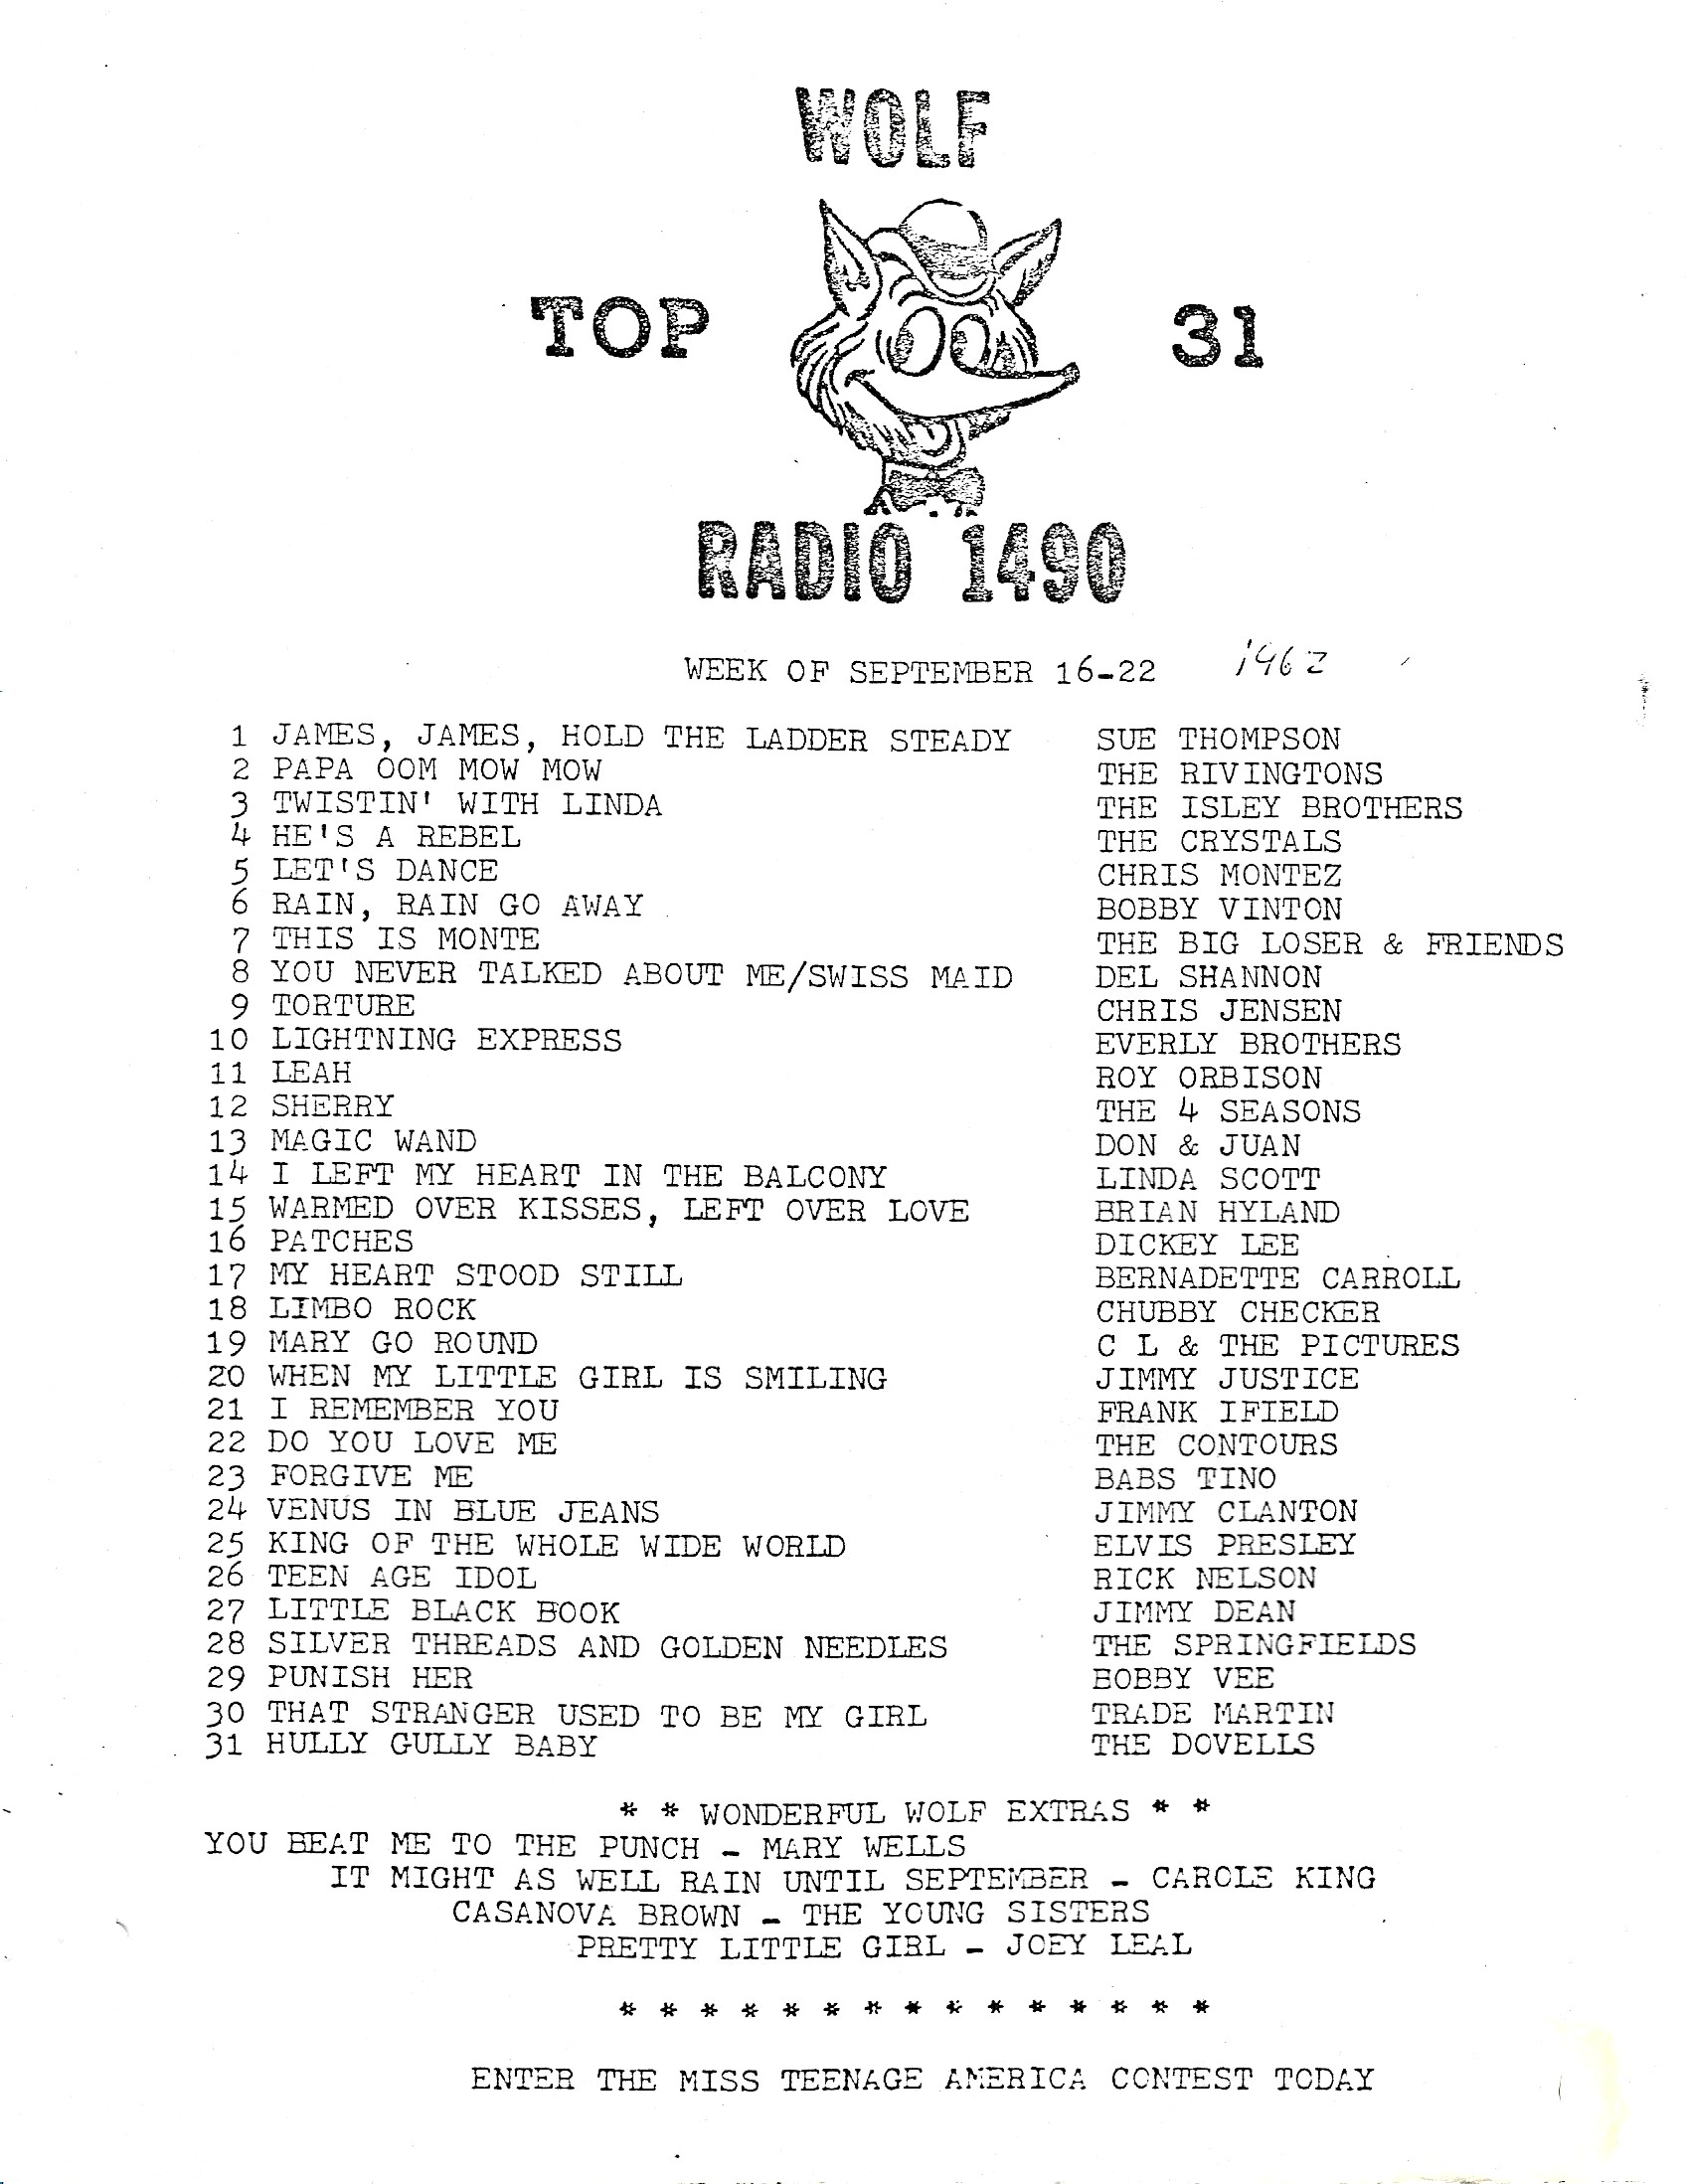 WOLF
TOP 31
RADIO 1490
WEEK OF SEPTEMBER 16-22 1962
1 JAMES, JAMES, HOLD THE LADDER STEADY SUE THOMPSON
2 PAPA OOM MOW MOW THE RIVINGTONS
3 TWISTIN' WITH LINDA THE ISLEY BROTHERS
4 HE'S A REBEL THE CRYSTALS
5 LET'S DANCE CHRIS MONTEZ
6 RAIN, RAIN GO AWAY BOBBY VINTON
7 THIS IS MONTE THE BIG LOSER & FRIENDS
8 YOU NEVER TALKED ABOUT ME/SWISS MAID DEL SHANNON
9 TORTURE CHRIS JENSEN
10 LIGHTNING EXPRESS EVERLY BROTHERS
11 LEAH ROY ORBISON
12 SHERRY THE 4 SEASONS
13 MAGIC WAND DON & JUAN
14 I LEFT MY HEART IN THE BALCONY LINDA SCOTT
15 WARMED OVER KISSES, LEFT OVER LOVE BRIAN HYLAND
16 PATCHES DICKEY LEE
17 MY HEART STOOD STILL BERNADETTE CARROLL
18 LIMBO ROCK CHUBBY CHECKER
19 MARY GO ROUND C L & THE PICTURES
20 WHEN MY LITTLE GIRL IS SMILING JIMMY JUSTICE
21 I REMEMBER YOU FRANK IFIELD
22 DO YOU LOVE ME THE CONTOURS
23 FORGIVE ME BABS TINO
24 VENUS IN BLUE JEANS JIMMY CLANTON
25 KING OF THE WHOLE WIDE WORLD ELVIS PRESLEY
26 TEEN AGE IDOL RICK NELSON
27 LITTLE BLACK BOOK JIMMY DEAN
28 SILVER THREADS AND GOLDEN NEEDLES THE SPRINGFIELDS
29 PUNISH HER BOBBY VEE
30 THAT STRANGER USED TO BE MY GIRL TRADE MARTIN
31 HULLY GULLY BABY THE DOVELLS
* * WONDERFUL WOLF EXTRAS * *
YOU BEAT ME TO THE PUNCH - MARY WELLS
IT MIGHT AS WELL RAIN UNTIL SEPTEMBER - CAROLE KING
CASANOVA BROWN - THE YOUNG SISTERS
PRETTY LITTLE GIRL - JOEY LEAL
* * * * * * * * * * * * * * *
ENTER THE MISS TEENAGE AMERICA CONTEST TODAY